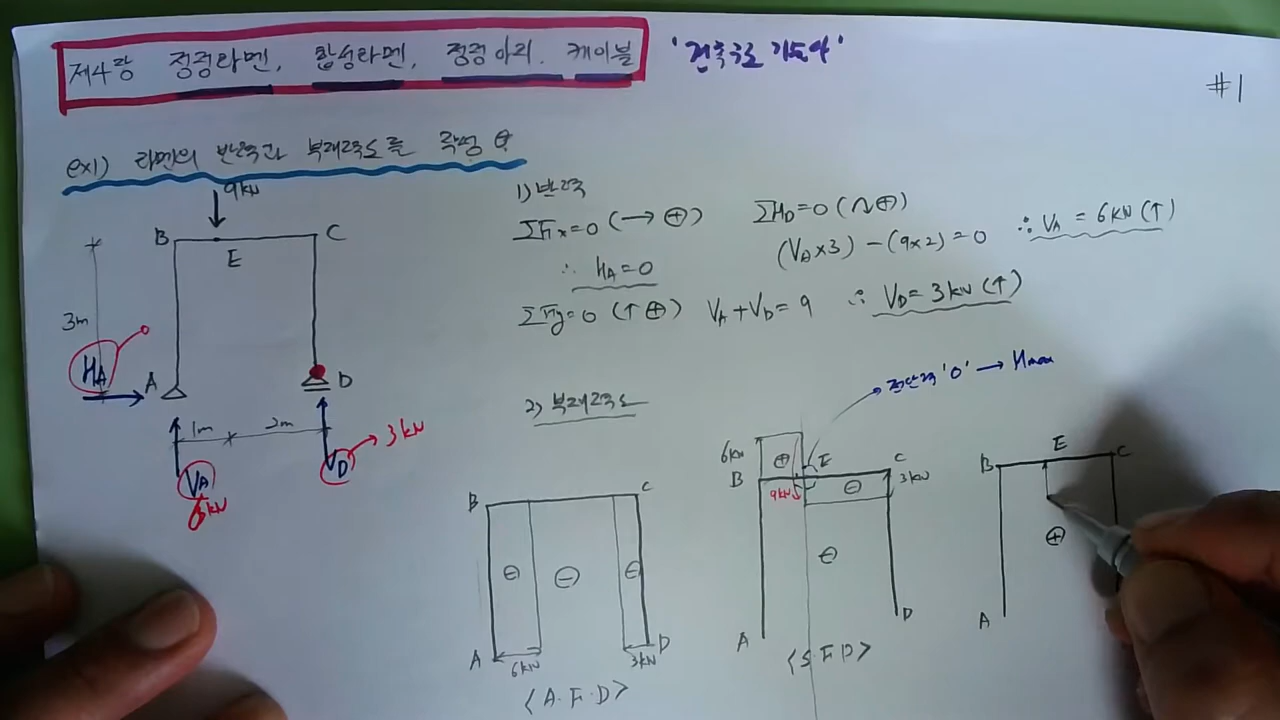 제4장 정정라멘, 합성라멘, 정정아치. 케이블
'건축구조 기술사'
#1
ex1) 라멘의 반력과 부재력도를 작성
9kN
B
E
C
3m
HA
A
D
1m
2m
VA
6kN
VD
3kN
1) 반력
ΣFx=0 (→ ⊕)
∴ HA=0
ΣFy=0 (↑ ⊕) VA+VD=9 ∴ VD=3kN(↑)
ΣMD=0 (↷⊕)
(VA×3)-(9×2)=0 ∴ VA=6kN(↑)
2) 부재력도
B
C
⊖
⊖
⊖
A
D
6kN
3kN
<A.F.D>
전단력 '0' → Mmax
6kN
⊕
E
B
C
9kN
⊖
3kN
⊖
A
D
<S.F.D>
B
E
C
⊕
A